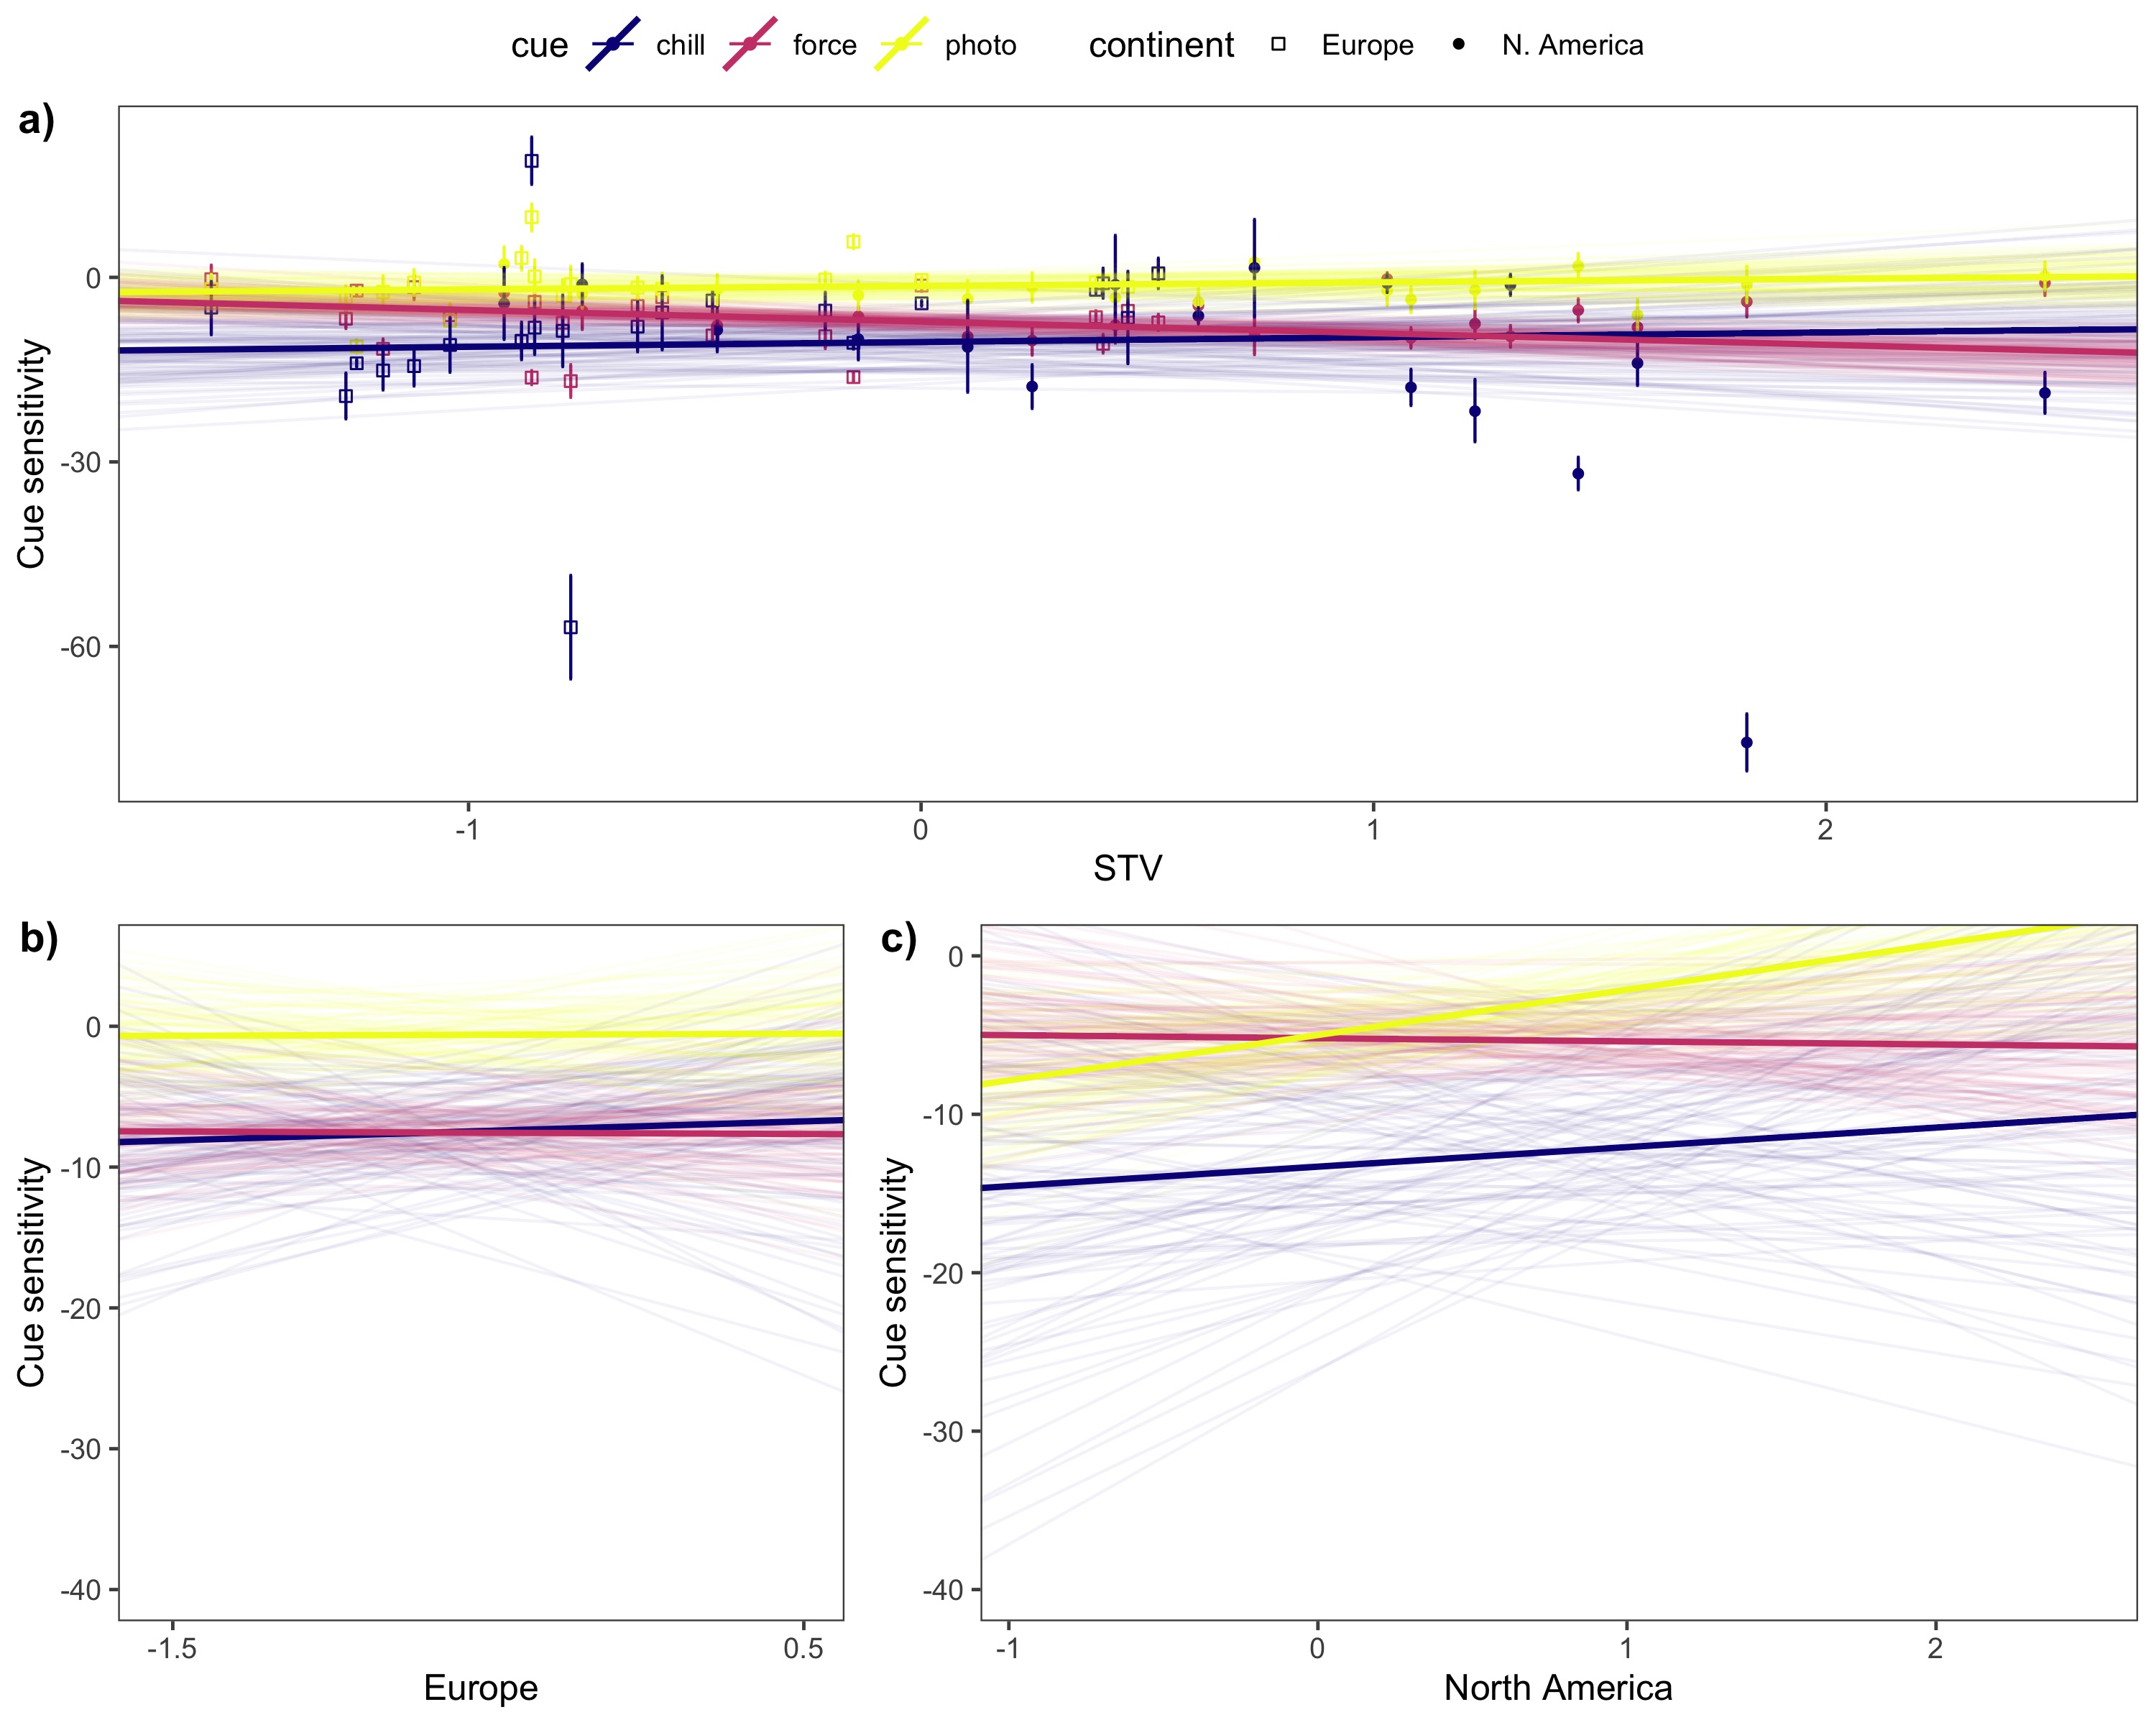 cue chill force photo continent Europe N. America
a)
Cue sensitivity
0
-30
-60
-1 0 1 2
STV
b)
Cue sensitivity
0
-10
-20
-30
-40
-1.5 0.5
Europe
c)
Cue sensitivity
0
-10
-20
-30
-40
-1 0 1 2
North America